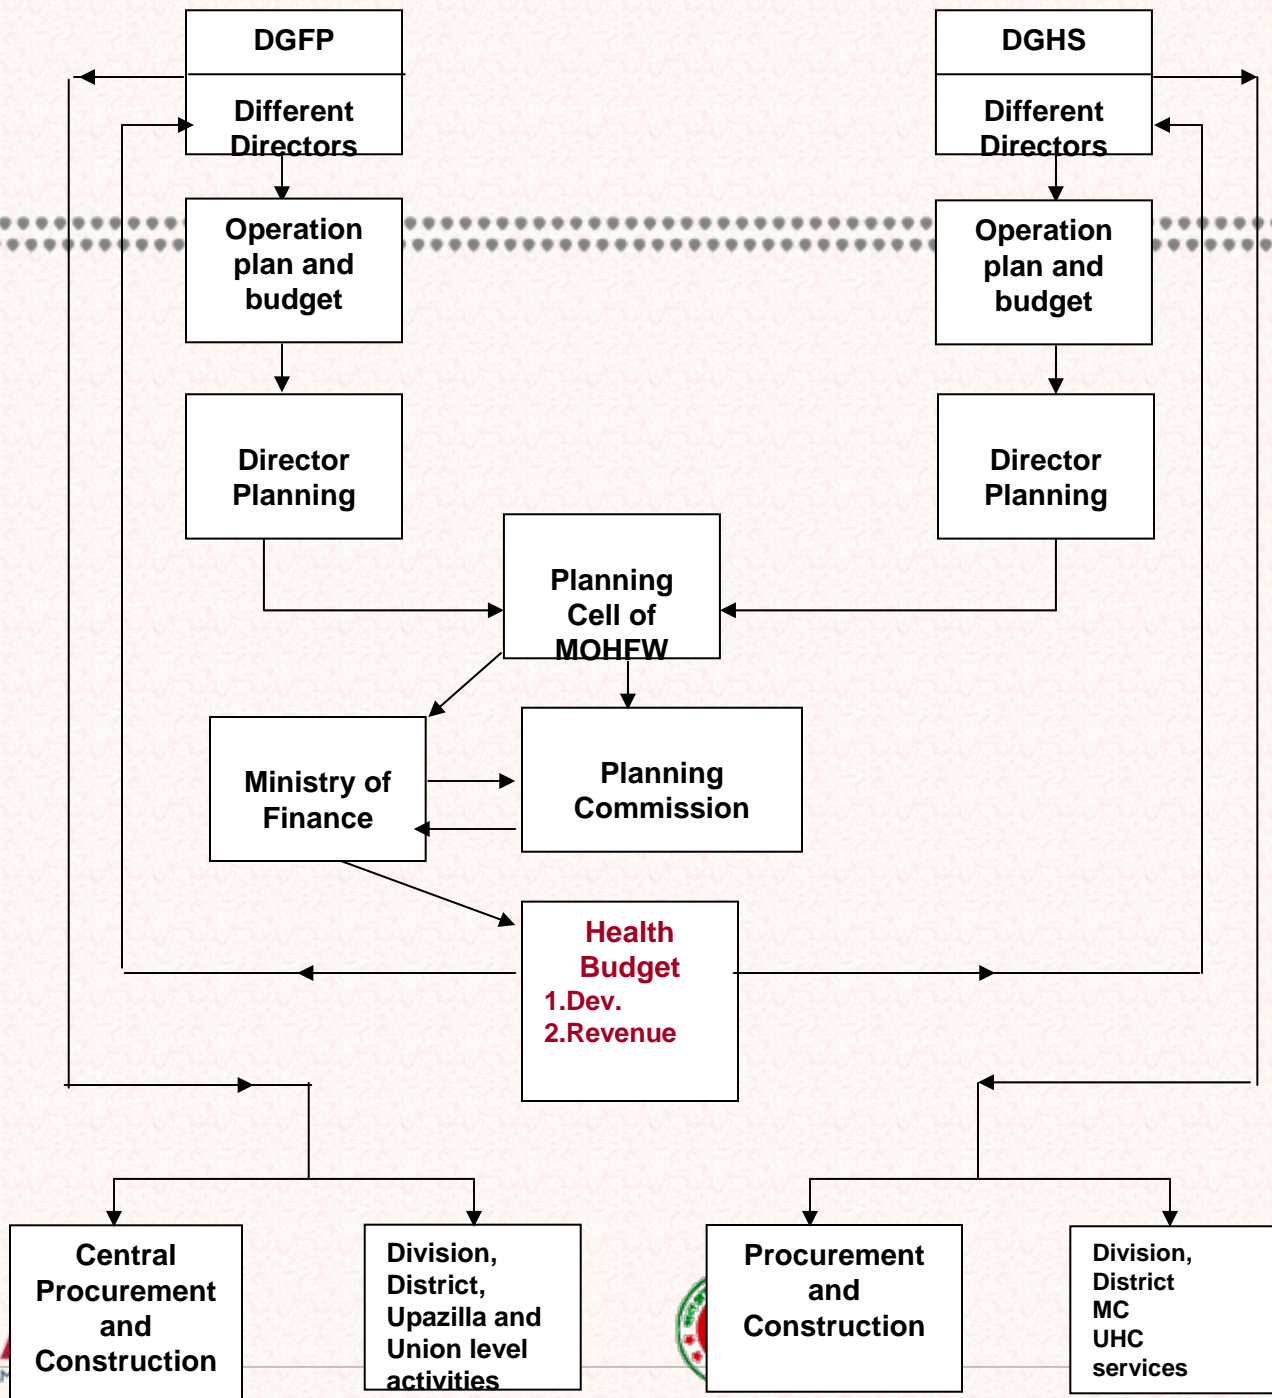 DGFP
Different
Directors
DGHS
Different
Directors
Operation
plan and
budget
Operation
plan and
budget
Director
Planning
Director
Planning
Planning
Cell of
MOHFW
Ministry of
Finance
Planning
Commission
Health
Budget
1.Dev.
2.Revenue
Central
Procurement
and
Construction
Division,
District,
Upazilla and
Union level
activities
Procurement
and
Construction
Division,
District
MC
UHC
services